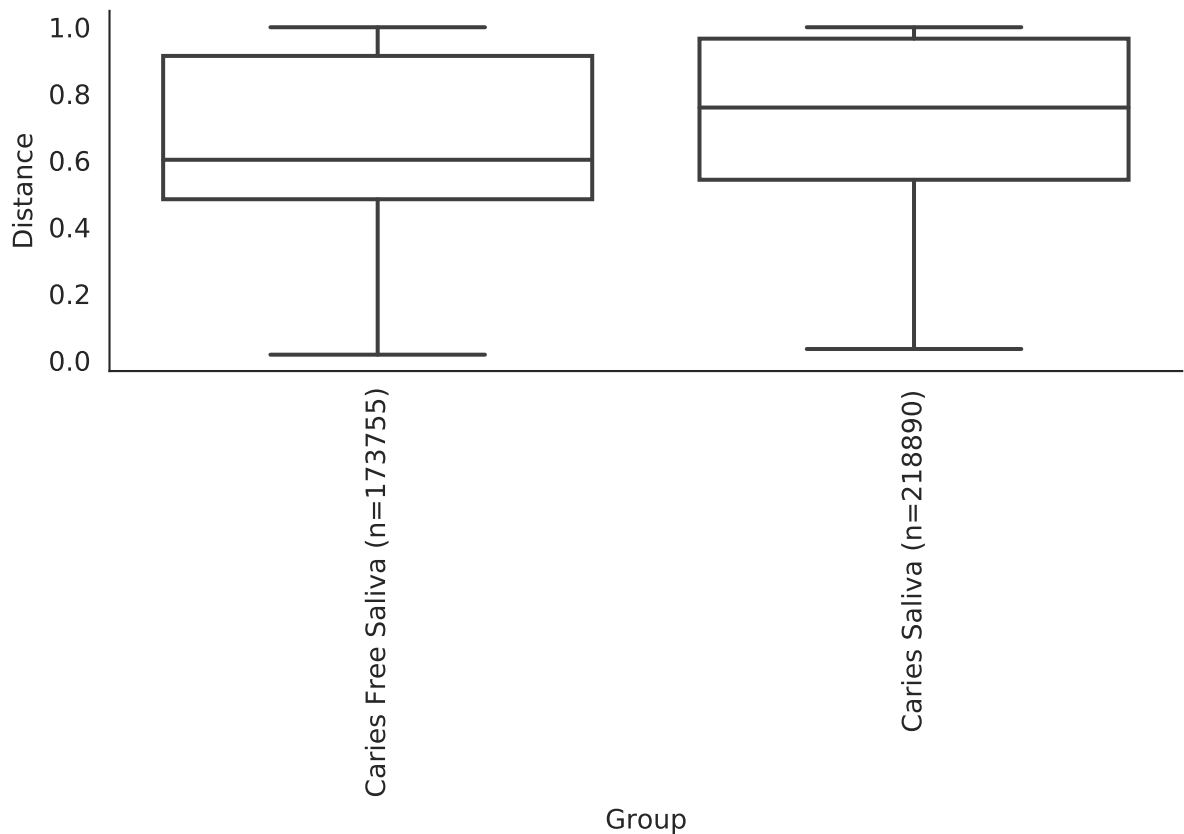 1.0
0.8
0.6
0.4
0.2
0.0
Distance
Caries Free Saliva (n=173755)
Caries Saliva (n=218890)
Group